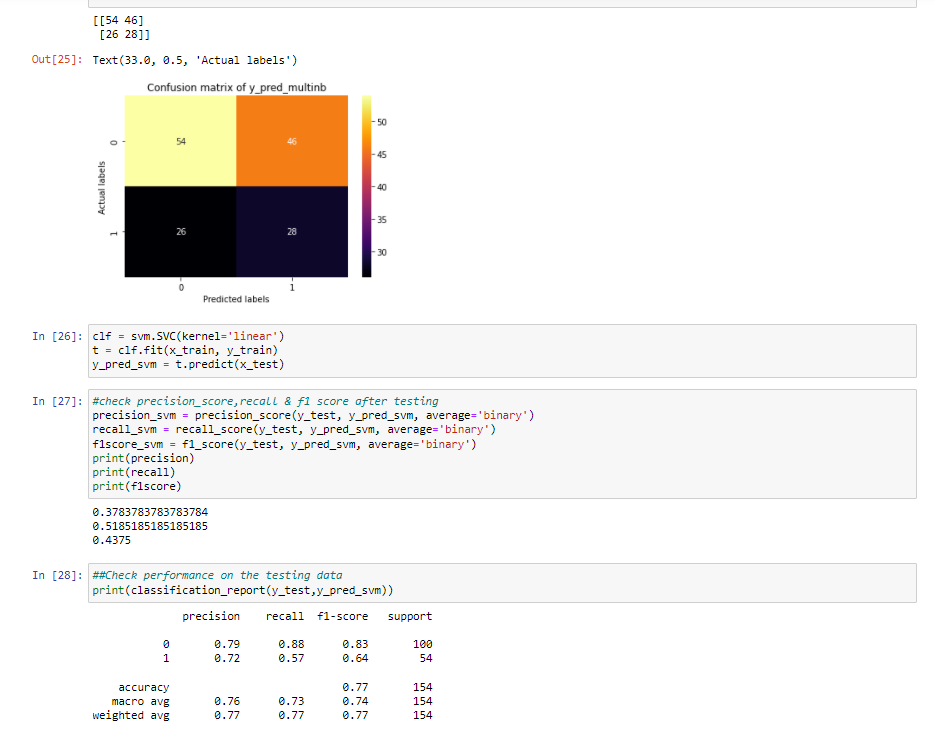 [[54 46]
[26 28]]
Out[25]: Text(33.0, 0.5, 'Actual labels')
Confusion matrix of y_pred_multinb
54 46
26 28
0
1
Actual labels
0 1
Predicted labels
50
45
40
35
30
In [26]: clf = svm.SVC(kernel='linear')
t = clf.fit(x_train, y_train)
y_pred_svm = t.predict(x_test)
In [27]: #check precision_score,recall & f1 score after testing
precision_svm = precision_score(y_test, y_pred_svm, average='binary')
recall_svm = recall_score(y_test, y_pred_svm, average='binary')
f1score_svm = f1_score(y_test, y_pred_svm, average='binary')
print(precision)
print(recall)
print(f1score)
0.3783783783783784
0.5185185185185185
0.4375
In [28]: ##Check performance on the testing data
print(classification_report(y_test,y_pred_svm))
precision recall f1-score support
0 0.79 0.88 0.83 100
1 0.72 0.57 0.64 54
accuracy 0.77 154
macro avg 0.76 0.73 0.74 154
weighted avg 0.77 0.77 0.77 154